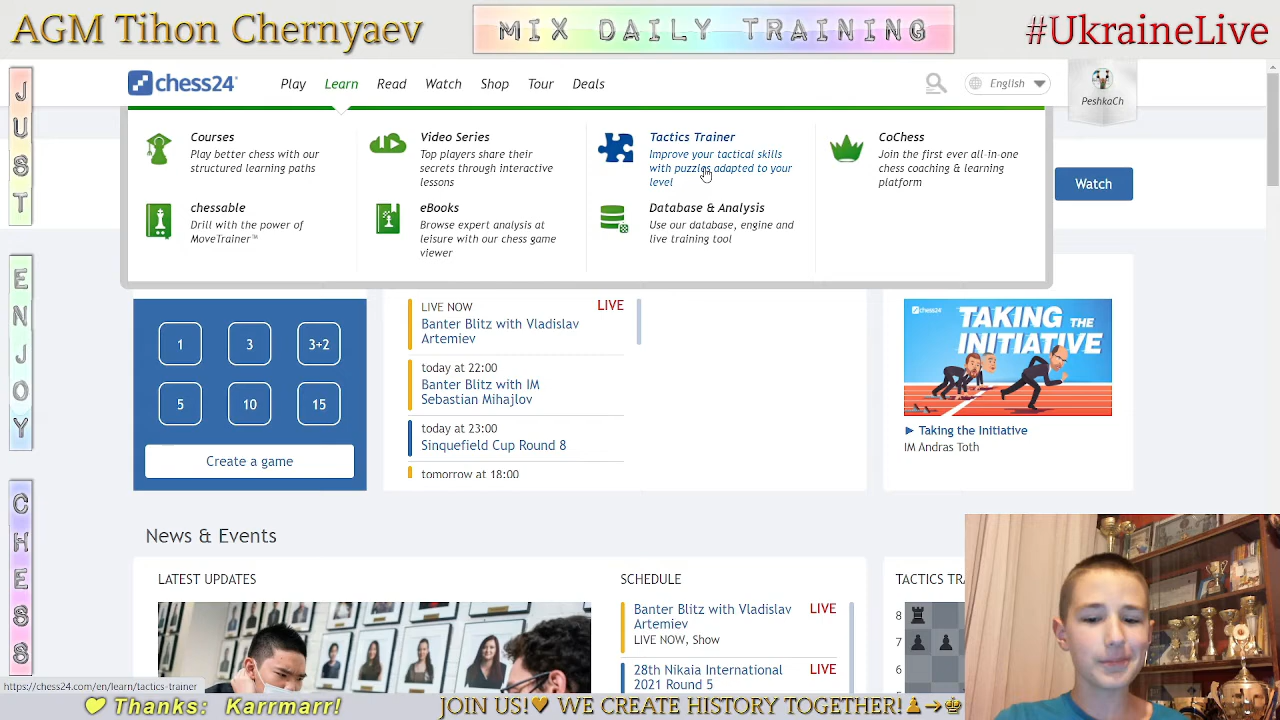 AGM Tihon Chernyaev
MIX DAILY TRAINING
#UkraineLive
JUST
ENJOY
CHESS
chess24
Play
Learn
Read
Watch
Shop
Tour
Deals
English
PeshkaCh
Courses
Play better chess with our
structured learning paths
chessable
Drill with the power of
MoveTrainer™
Video Series
Top players share their
secrets through interactive
lessons
eBooks
Browse expert analysis at
leisure with our chess game
viewer
Tactics Trainer
Improve your tactical skills
with puzzles adapted to your
level
Database & Analysis
Use our database, engine and
live training tool
CoChess
Join the first ever all-in-one
chess coaching & learning
platform
Watch
1
3
3+2
5
10
15
Create a game
LIVE NOW
LIVE
Banter Blitz with Vladislav
Artemiev
today at 22:00
Banter Blitz with IM
Sebastian Mihajlov
today at 23:00
Sinquefield Cup Round 8
tomorrow at 18:00
chess24
TAKING THE
INITIATIVE
Taking the Initiative
IM Andras Toth
News & Events
LATEST UPDATES
SCHEDULE
Banter Blitz with Vladislav
LIVE
Artemiev
LIVE NOW, Show
28th Nikaia International
LIVE
2021 Round 5
TACTICS TRA
8
7
6
https://chess24.com/en/learn/tactics-trainer
Thanks: Karrmarr!
JOIN US! WE CREATE HISTORY TOGETHER!